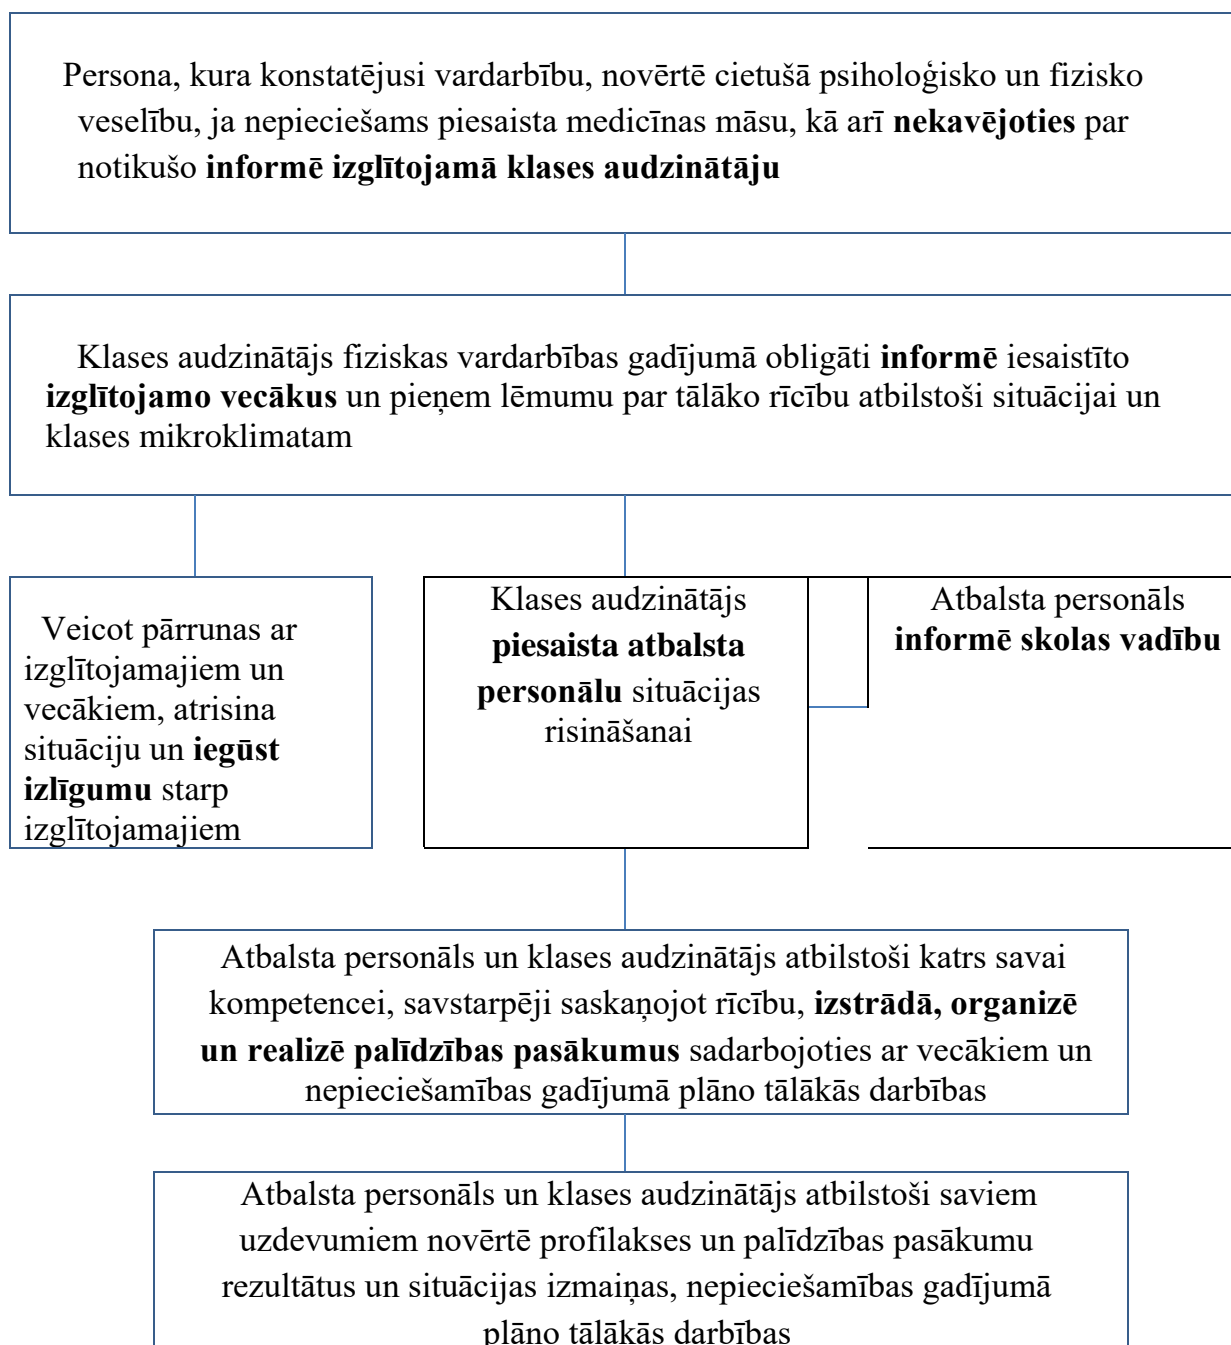 Persona, kura konstatējusi vardarbību, novērtē cietušā psiholoģisko un fizisko
veselību, ja nepieciešams piesaista medicīnas māsu, kā arī nekavējoties par
notikušo informē izglītojamā klases audzinātāju
Klases audzinātājs fiziskas vardarbības gadījumā obligāti informē iesaistīto
izglītojamo vecākus un pieņem lēmumu par tālāko rīcību atbilstoši situācijai un
klases mikroklimatam
Veicot pārrunas ar
izglītojamajiem un
vecākiem, atrisina
situāciju un iegūst
izlīgumu starp
izglītojamajiem
Klases audzinātājs
piesaista atbalsta
personālu situācijas
risināšanai
Atbalsta personāls
informē skolas vadību
Atbalsta personāls un klases audzinātājs atbilstoši katrs savai
kompetencei, savstarpēji saskaņojot rīcību, izstrādā, organizē
un realizē palīdzības pasākumus sadarbojoties ar vecākiem un
nepieciešamības gadījumā plāno tālākās darbības
Atbalsta personāls un klases audzinātājs atbilstoši saviem
uzdevumiem novērtē profilakses un palīdzības pasākumu
rezultātus un situācijas izmaiņas, nepieciešamības gadījumā
plāno tālākās darbības